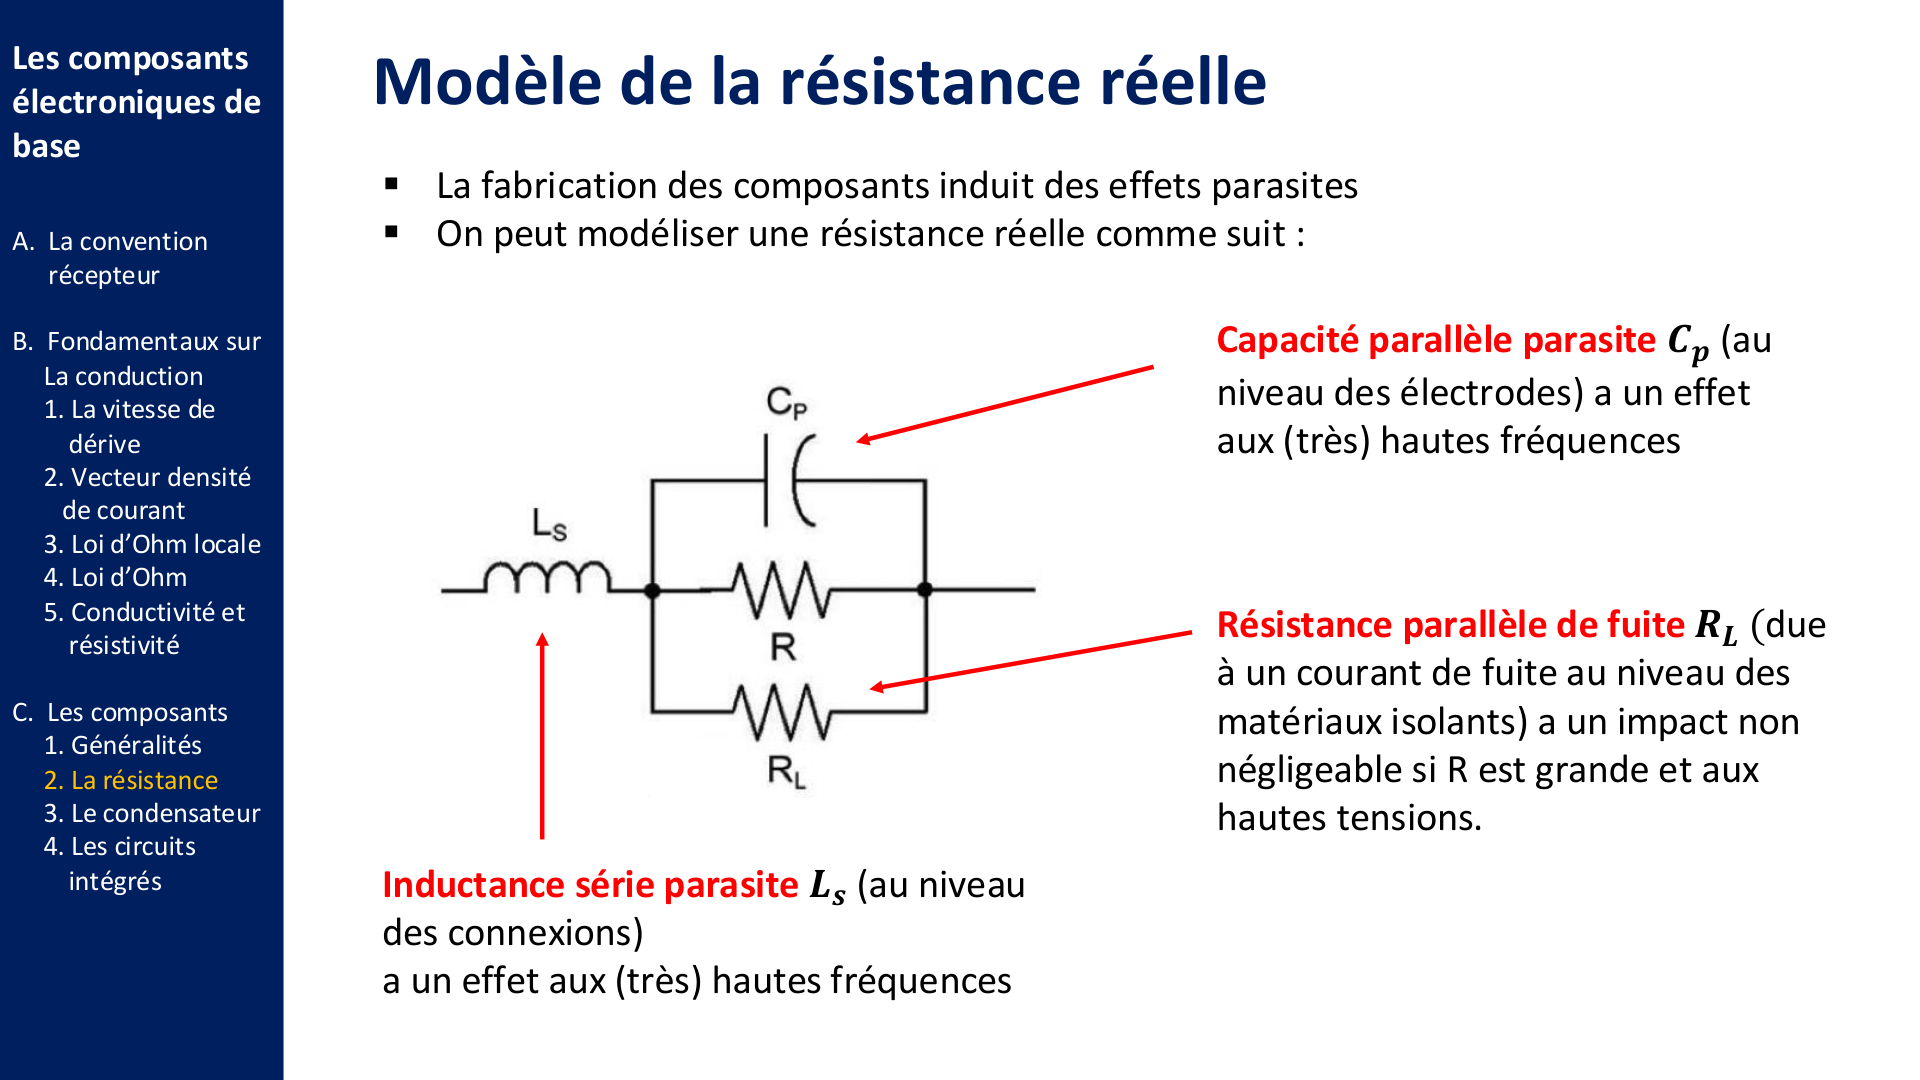 Les composants
électroniques de
base
A. La convention
récepteur
B. Fondamentaux sur
La conduction
1. La vitesse de
dérive
2. Vecteur densité
de courant
3. Loi d’Ohm locale
4. Loi d’Ohm
5. Conductivité et
résistivité
C. Les composants
1. Généralités
2. La résistance
3. Le condensateur
4. Les circuits
intégrés
Modèle de la résistance réelle
▪ La fabrication des composants induit des effets parasites
▪ On peut modéliser une résistance réelle comme suit :
Capacité parallèle parasite Cp (au
niveau des électrodes) a un effet
aux (très) hautes fréquences
CP
LS
R
RL
Résistance parallèle de fuite RL (due
à un courant de fuite au niveau des
matériaux isolants) a un impact non
négligeable si R est grande et aux
hautes tensions.
Inductance série parasite Ls (au niveau
des connexions)
a un effet aux (très) hautes fréquences